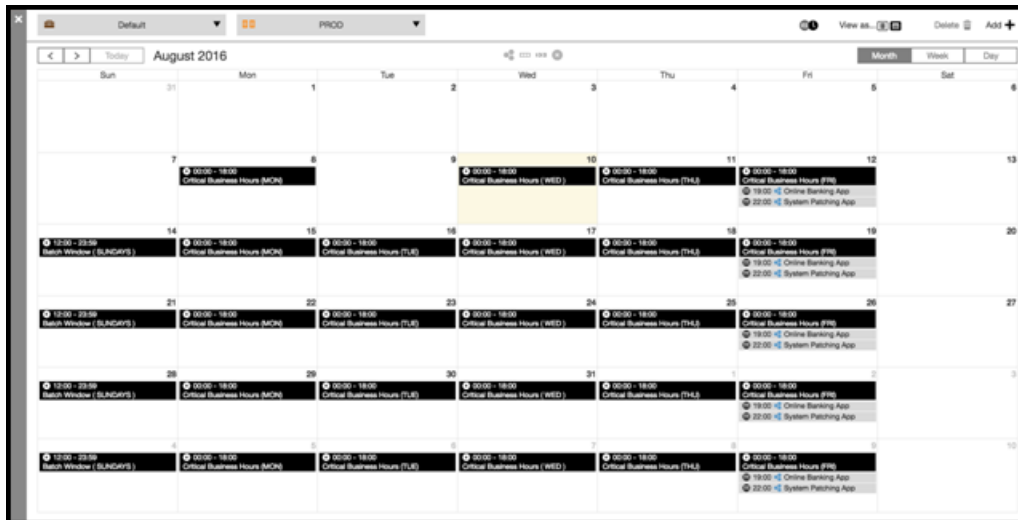 Default PROD View as... Delete Add
Today August 2016 Month Week Day
Sun Mon Tue Wed Thu Fri Sat
31 1 2 3 4 5 6
7 8 9 10 11 12 13
00:00 - 18:00 00:00 - 18:00 00:00 - 18:00 00:00 - 18:00
Critical Business Hours (MON) Critical Business Hours ( WED ) Critical Business Hours (THU) Critical Business Hours (FRI)
19:00 Online Banking App
22:00 System Patching App
14 15 16 17 18 19 20
12:00 - 23:59 00:00 - 18:00 00:00 - 18:00 00:00 - 18:00 00:00 - 18:00 00:00 - 18:00
Batch Window ( SUNDAYS ) Critical Business Hours (MON) Critical Business Hours (TUE) Critical Business Hours ( WED ) Critical Business Hours (THU) Critical Business Hours (FRI)
19:00 Online Banking App
22:00 System Patching App
21 22 23 24 25 26 27
12:00 - 23:59 00:00 - 18:00 00:00 - 18:00 00:00 - 18:00 00:00 - 18:00 00:00 - 18:00
Batch Window ( SUNDAYS ) Critical Business Hours (MON) Critical Business Hours (TUE) Critical Business Hours ( WED ) Critical Business Hours (THU) Critical Business Hours (FRI)
19:00 Online Banking App
22:00 System Patching App
28 29 30 31 1 2 3
12:00 - 23:59 00:00 - 18:00 00:00 - 18:00 00:00 - 18:00 00:00 - 18:00 00:00 - 18:00
Batch Window ( SUNDAYS ) Critical Business Hours (MON) Critical Business Hours (TUE) Critical Business Hours ( WED ) Critical Business Hours (THU) Critical Business Hours (FRI)
19:00 Online Banking App
22:00 System Patching App
4 5 6 7 8 9 10
12:00 - 23:59 00:00 - 18:00 00:00 - 18:00 00:00 - 18:00 00:00 - 18:00 00:00 - 18:00
Batch Window ( SUNDAYS ) Critical Business Hours (MON) Critical Business Hours (TUE) Critical Business Hours ( WED ) Critical Business Hours (THU) Critical Business Hours (FRI)
19:00 Online Banking App
22:00 System Patching App